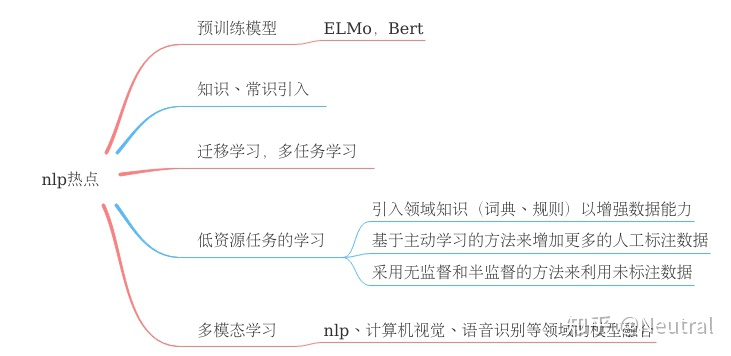 预训练模型
ELMo，Bert
知识、常识引入
迁移学习，多任务学习
nlp热点
低资源任务的学习
引入领域知识（词典、规则）以增强数据能力
基于主动学习的方法来增加更多的人工标注数据
采用无监督和半监督的方法来利用未标注数据
多模态学习
nlp、计算机视觉、语音识别等领域的模型融合
知乎 @Neutral